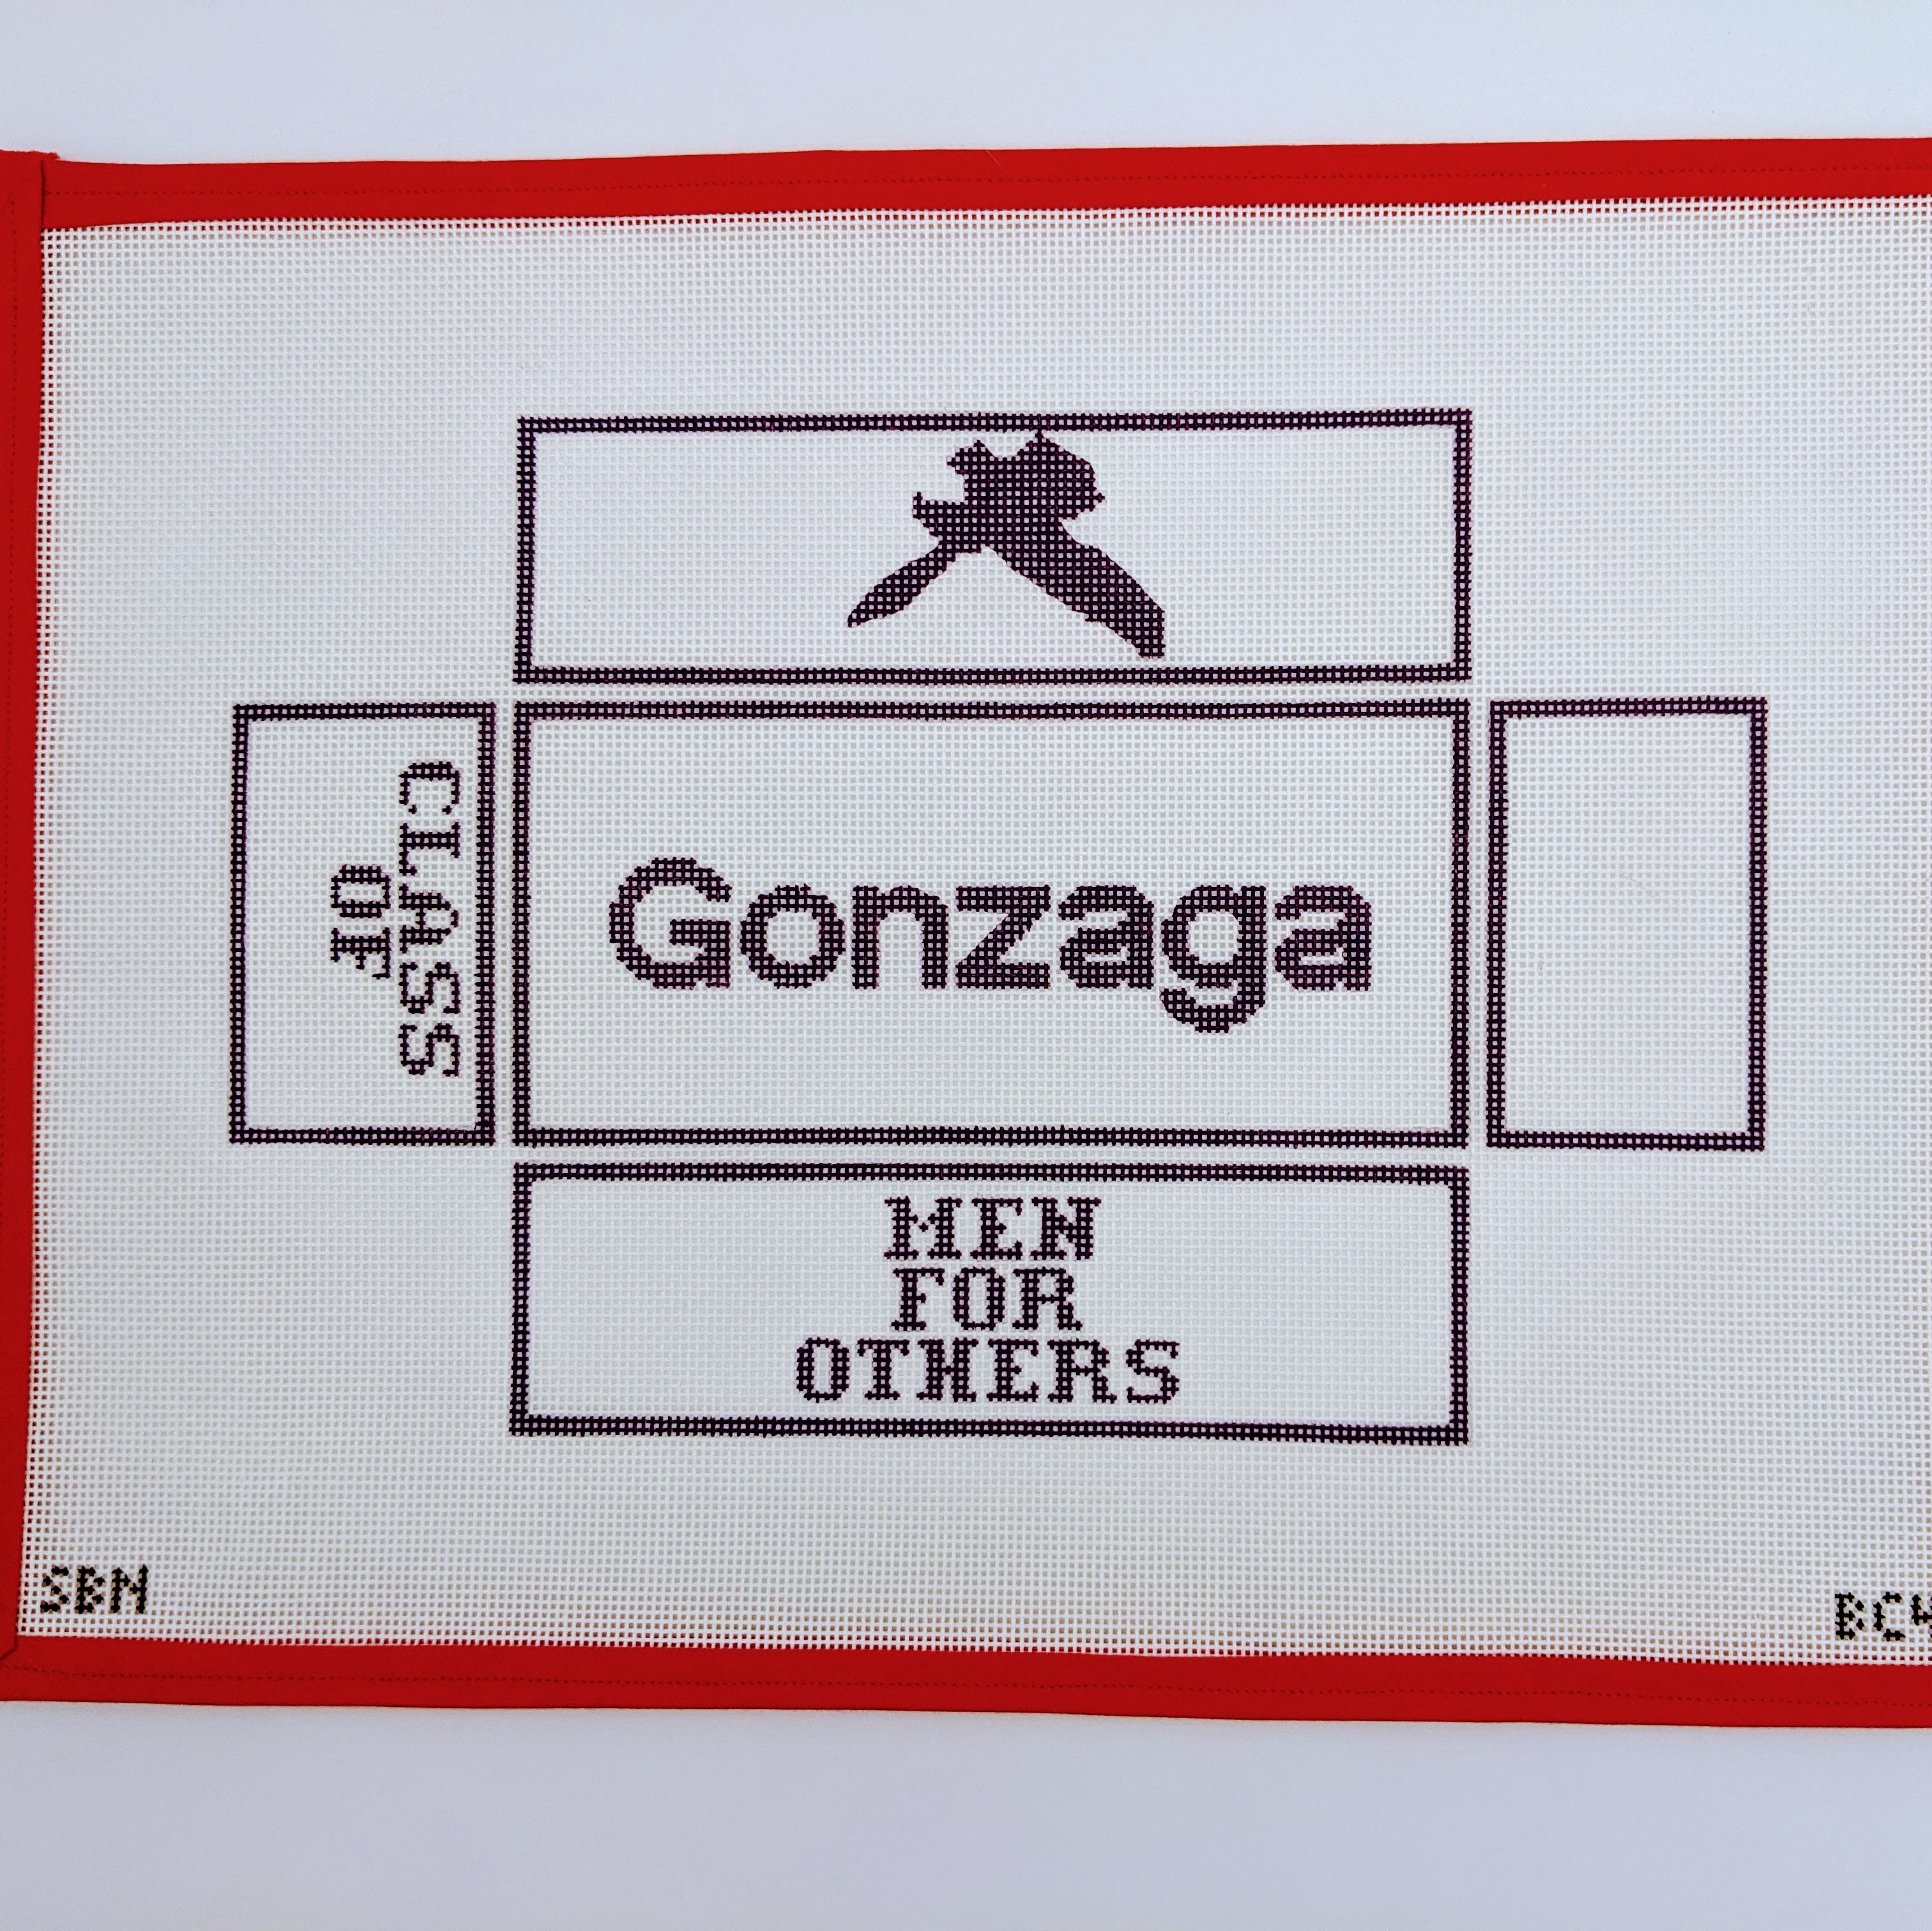 CLASS
OF
Gonzaga
MEN
FOR
OTHERS
SBN